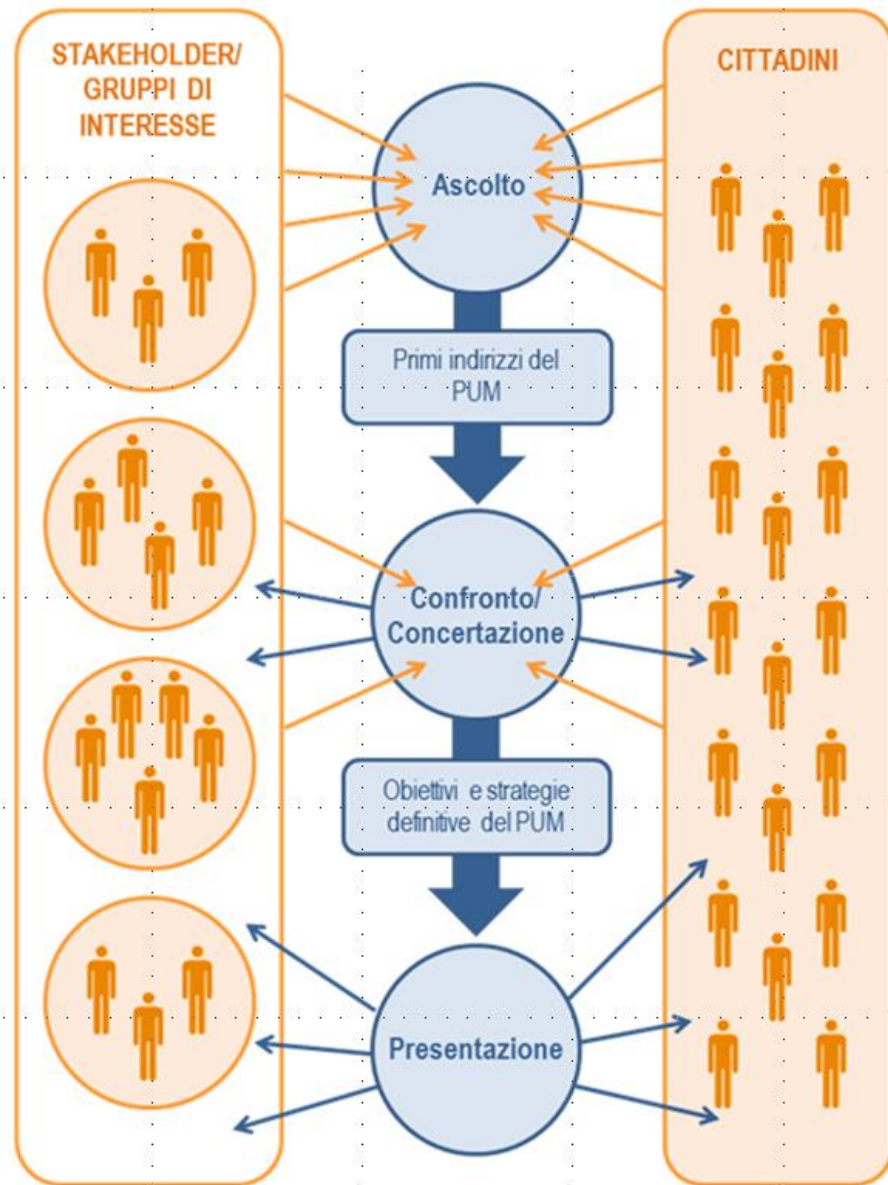 STAKEHOLDER/
GRUPPI DI
INTERESSE
CITTADINI
Ascolto
Primi indirizzi del
PUM
Confronto/
Concertazione
Obiettivi e strategie
definitive del PUM
Presentazione